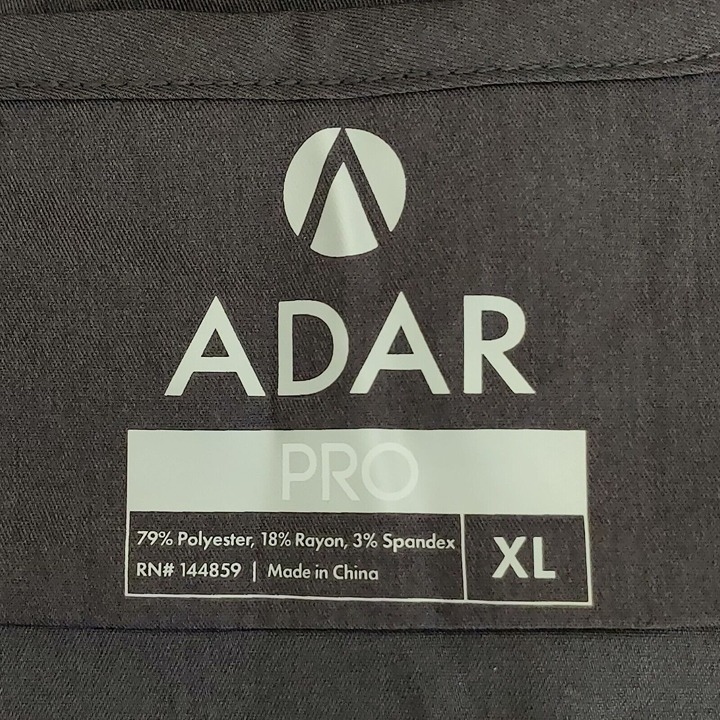 ADAR
PRO
79% Polyester, 18% Rayon, 3% Spandex
RN# 144859 | Made in China
XL